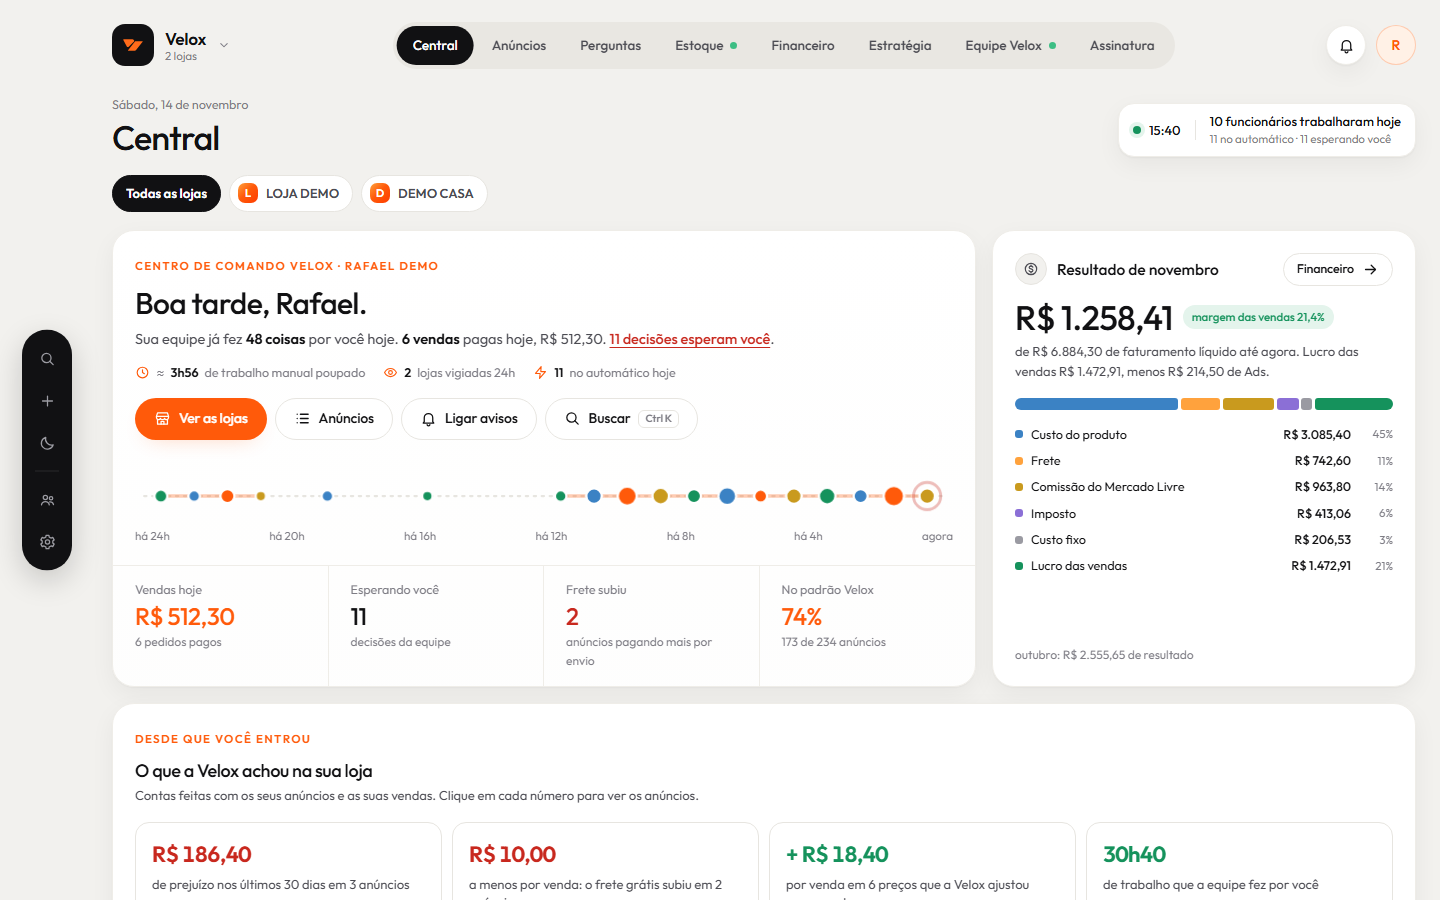 Velox
2 lojas
Central
Anúncios
Perguntas
Estoque
Financeiro
Estratégia
Equipe Velox
Assinatura
R
Sábado, 14 de novembro
Central
15:40
10 funcionários trabalharam hoje
11 no automático · 11 esperando você
Todas as lojas
L
LOJA DEMO
D
DEMO CASA
CENTRO DE COMANDO VELOX · RAFAEL DEMO
Boa tarde, Rafael.
Sua equipe já fez 48 coisas por você hoje. 6 vendas pagas hoje, R$ 512,30. 11 decisões esperam você.
≈ 3h56 de trabalho manual poupado
2 lojas vigiadas 24h
11 no automático hoje
Ver as lojas
Anúncios
Ligar avisos
Buscar
Ctrl K
há 24h
há 20h
há 16h
há 12h
há 8h
há 4h
agora
Vendas hoje
R$ 512,30
6 pedidos pagos
Esperando você
11
decisões da equipe
Frete subiu
2
anúncios pagando mais por
envio
No padrão Velox
74%
173 de 234 anúncios
Resultado de novembro
Financeiro
R$ 1.258,41
margem das vendas 21,4%
de R$ 6.884,30 de faturamento líquido até agora. Lucro das
vendas R$ 1.472,91, menos R$ 214,50 de Ads.
Custo do produto R$ 3.085,40 45%
Frete R$ 742,60 11%
Comissão do Mercado Livre R$ 963,80 14%
Imposto R$ 413,06 6%
Custo fixo R$ 206,53 3%
Lucro das vendas R$ 1.472,91 21%
outubro: R$ 2.555,65 de resultado
DESDE QUE VOCÊ ENTROU
O que a Velox achou na sua loja
Contas feitas com os seus anúncios e as suas vendas. Clique em cada número para ver os anúncios.
R$ 186,40
de prejuízo nos últimos 30 dias em 3 anúncios
R$ 10,00
a menos por venda: o frete grátis subiu em 2
+ R$ 18,40
por venda em 6 preços que a Velox ajustou
30h40
de trabalho que a equipe fez por você